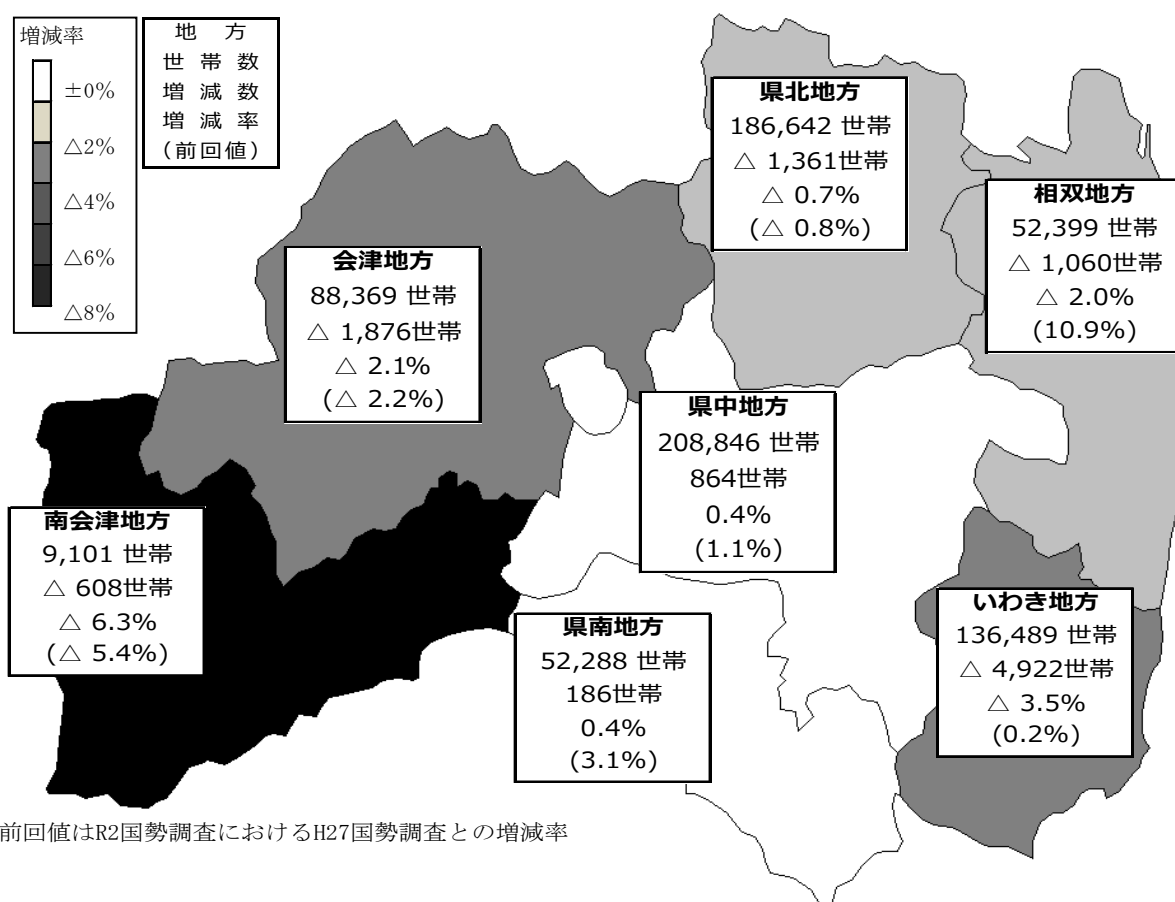 増減率
±0%
△2%
△4%
△6%
△8%
地　方
世 帯 数
増 減 数
増 減 率
(前回値)
県北地方
186,642 世帯
△ 1,361世帯
△ 0.7%
(△ 0.8%)
相双地方
52,399 世帯
△ 1,060世帯
△ 2.0%
(10.9%)
会津地方
88,369 世帯
△ 1,876世帯
△ 2.1%
(△ 2.2%)
県中地方
208,846 世帯
864世帯
0.4%
(1.1%)
南会津地方
9,101 世帯
△ 608世帯
△ 6.3%
(△ 5.4%)
県南地方
52,288 世帯
186世帯
0.4%
(3.1%)
いわき地方
136,489 世帯
△ 4,922世帯
△ 3.5%
(0.2%)
前回値はR2国勢調査におけるH27国勢調査との増減率